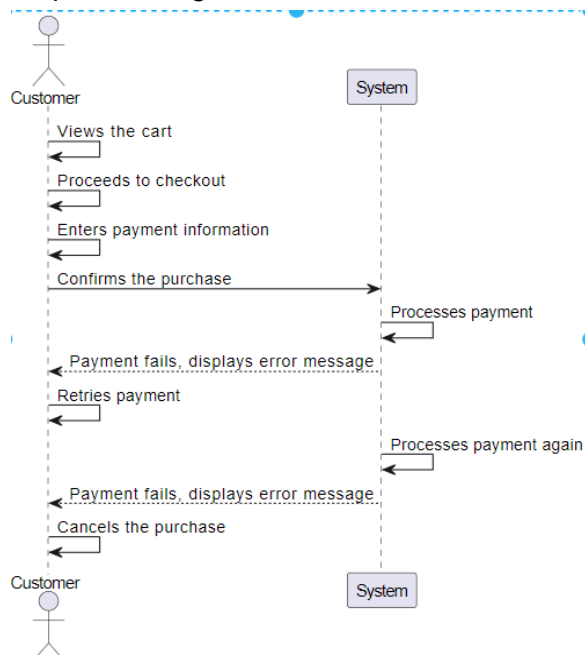 Customer
System
Views the cart
Proceeds to checkout
Enters payment information
Confirms the purchase
Processes payment
Payment fails, displays error message
Retries payment
Processes payment again
Payment fails, displays error message
Cancels the purchase
Customer
System